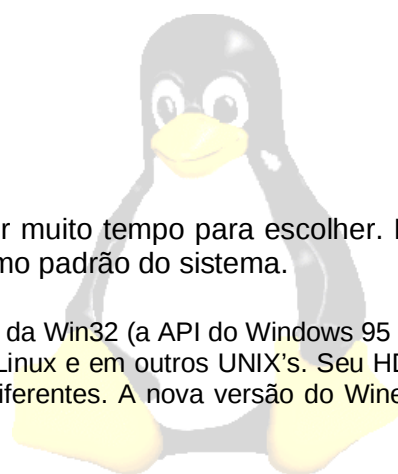 r muito tempo para escolher.
mo padrão do sistema.
da Win32 (a API do Windows 95
Linux e em outros UNIX's. Seu HD
iferentes. A nova versão do Wine